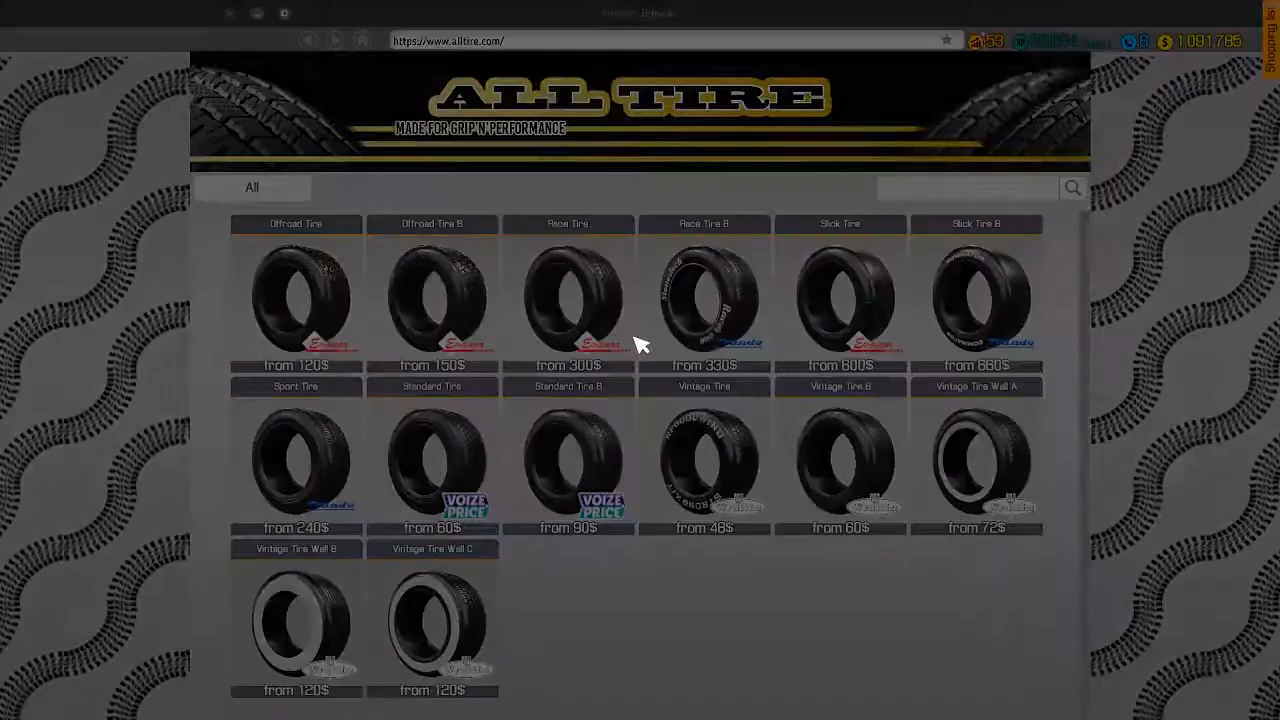 https://www.alltire.com/
53
6
1,091,785
Shopping list
ALL TIRE
MADE FOR GRIP'N'PERFORMANCE
All
Offroad Tire
Offroad Tire B
Race Tire
Race Tire B
Slick Tire
Slick Tire B
from 120$
from 150$
from 300$
from 330$
from 600$
from 660$
Sport Tire
Standard Tire
Standard Tire B
Vintage Tire
Vintage Tire B
Vintage Tire Wall A
VOIZE PRICE
VOIZE PRICE
from 240$
from 60$
from 90$
from 48$
from 60$
from 72$
Vintage Tire Wall B
Vintage Tire Wall C
from 120$
from 120$